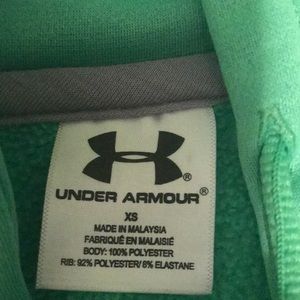 ®
UNDER ARMOUR®
XS
MADE IN MALAYSIA
FABRIQUÉ EN MALAISIE
BODY: 100% POLYESTER
RIB: 92% POLYESTER/ 8% ELASTANE